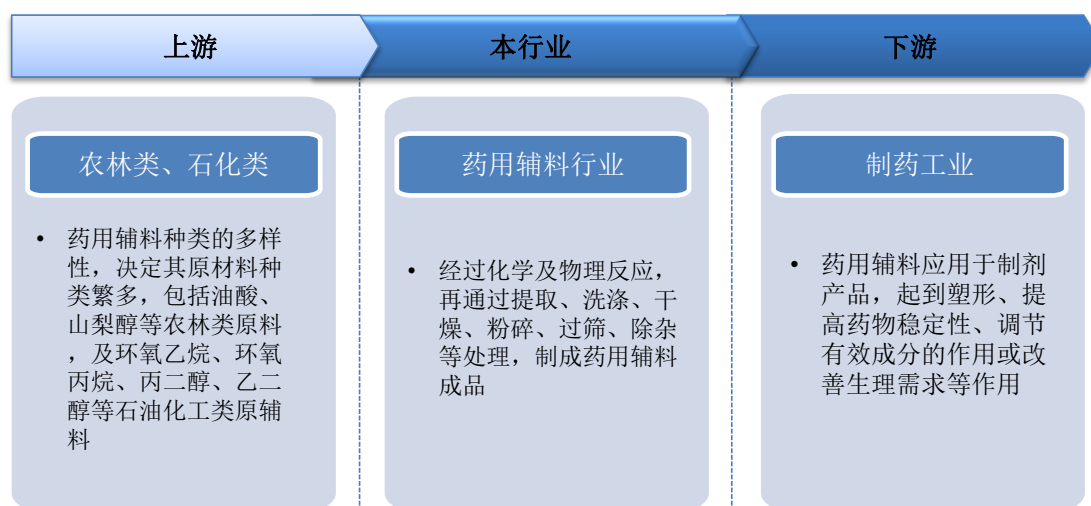 上游
本行业
下游
农林类、石化类
• 药用辅料种类的多样
性，决定其原材料种
类繁多，包括油酸、
山梨醇等农林类原料
，及环氧乙烷、环氧
丙烷、丙二醇、乙二
醇等石油化工类原辅
料
药用辅料行业
• 经过化学及物理反应，
再通过提取、洗涤、干
燥、粉碎、过筛、除杂
等处理，制成药用辅料
成品
制药工业
• 药用辅料应用于制剂
产品，起到塑形、提
高药物稳定性、调节
有效成分的作用或改
善生理需求等作用